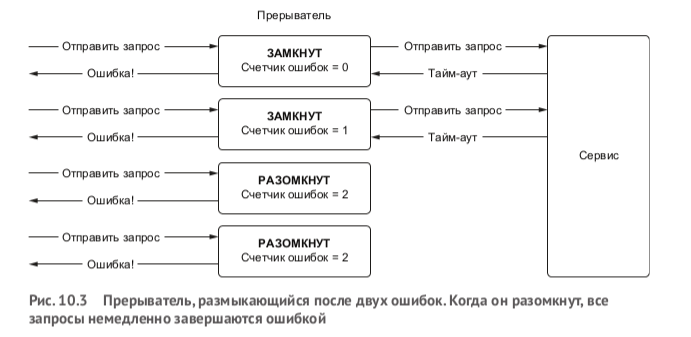 Прерыватель
Отправить запрос ЗАМКНУТ Отправить запрос
Ошибка! Счетчик ошибок = 0 Тайм-аут
Отправить запрос ЗАМКНУТ Отправить запрос
Ошибка! Счетчик ошибок = 1 Тайм-аут
Сервис
Отправить запрос РАЗОМКНУТ
Ошибка! Счетчик ошибок = 2
Отправить запрос РАЗОМКНУТ
Ошибка! Счетчик ошибок = 2
Рис. 10.3 Прерыватель, размыкающийся после двух ошибок. Когда он разомкнут, все
запросы немедленно завершаются ошибкой